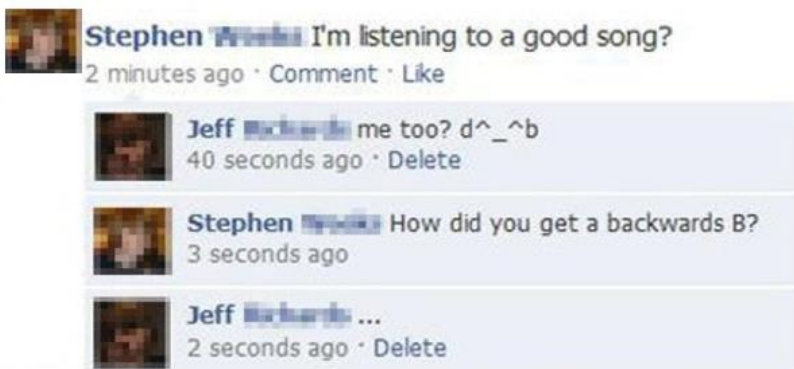 Stephen I'm listening to a good song?
2 minutes ago · Comment · Like
Jeff me too? d^_^b
40 seconds ago · Delete
Stephen How did you get a backwards B?
3 seconds ago
Jeff ...
2 seconds ago · Delete